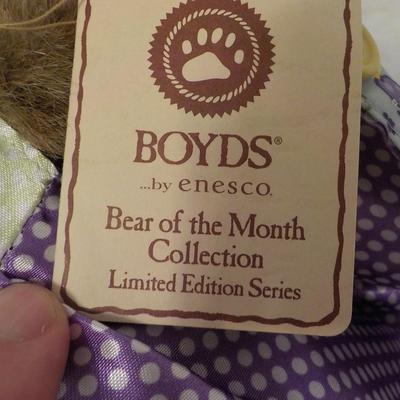 BOYDS®
...by enesco.
Bear of the Month
Collection
Limited Edition Series